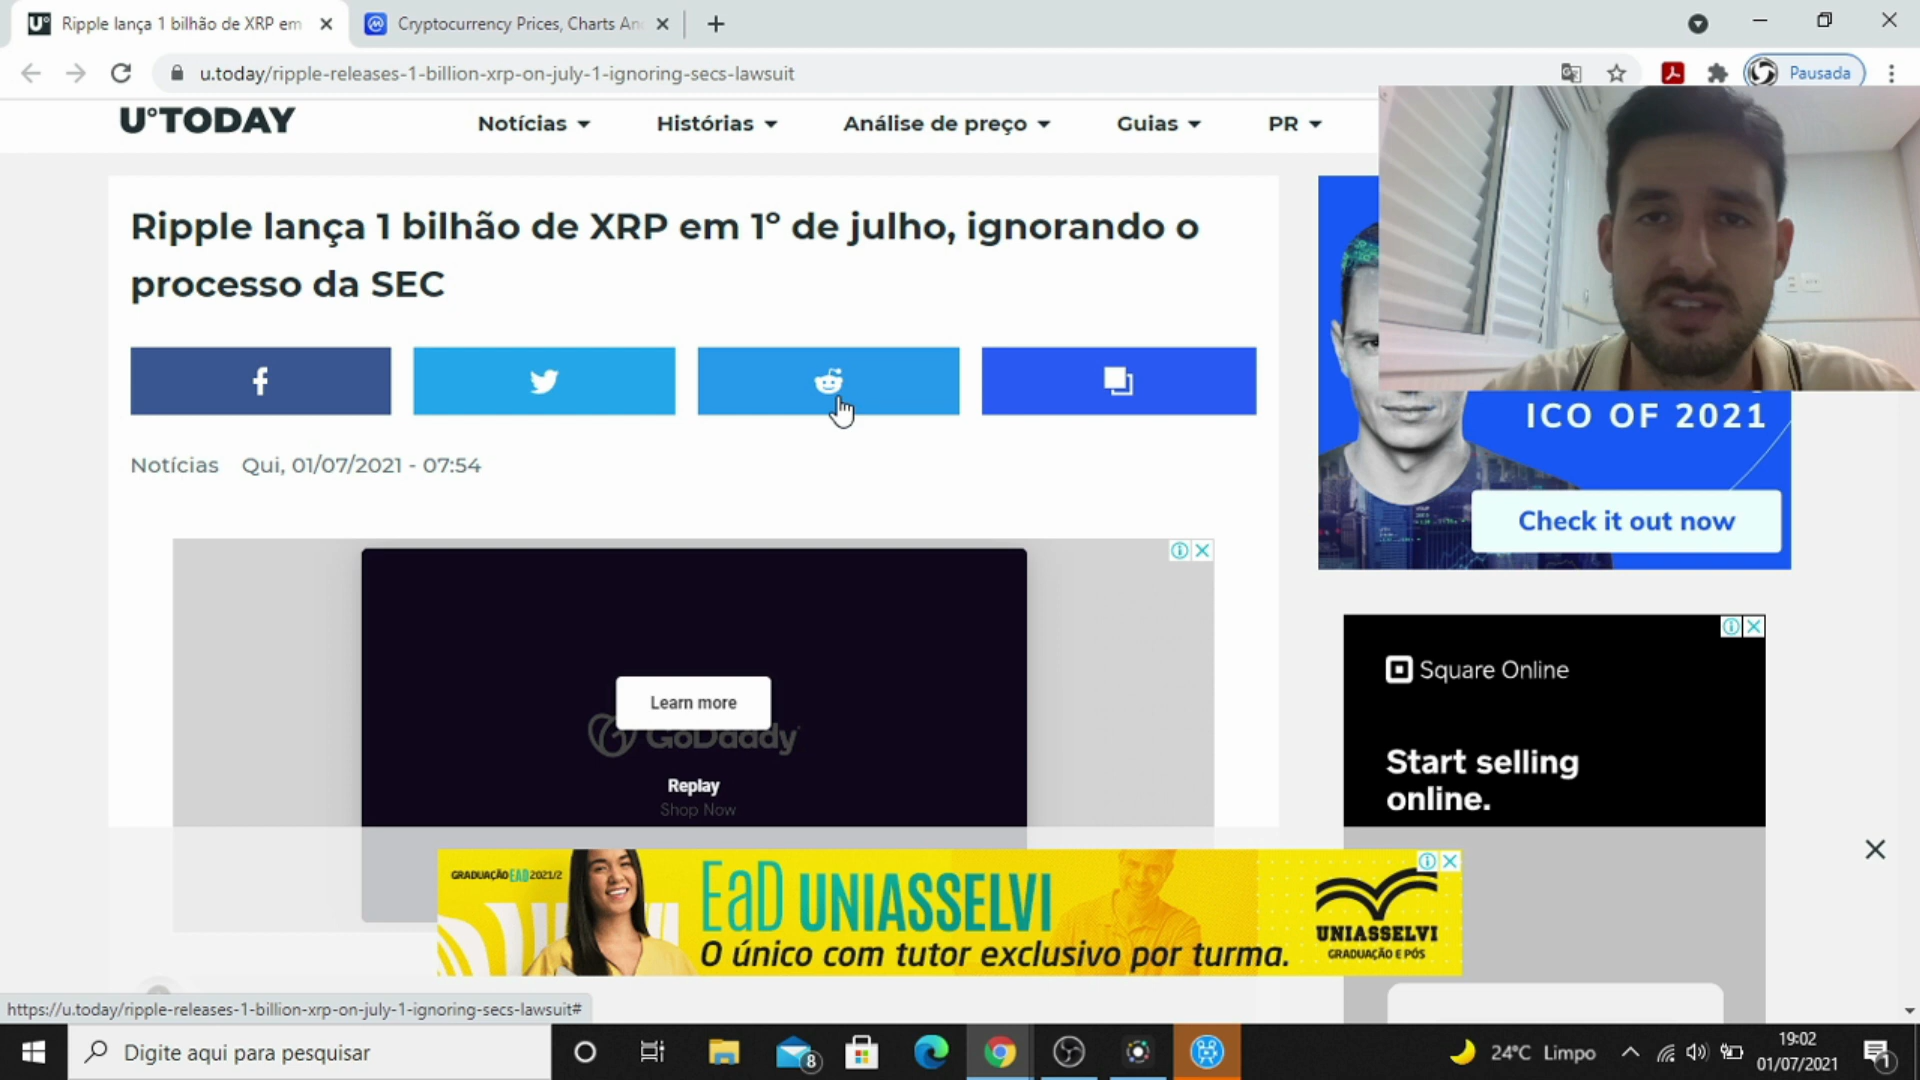 Ripple lança 1 bilhão de XRP em
Cryptocurrency Prices, Charts An
u.today/ripple-releases-1-billion-xrp-on-july-1-ignoring-secs-lawsuit
Pausada
U°TODAY
Notícias
Histórias
Análise de preço
Guias
PR
Ripple lança 1 bilhão de XRP em 1º de julho, ignorando o
processo da SEC
Notícias Qui, 01/07/2021 - 07:54
ICO OF 2021
Check it out now
Learn more
GoDaddy
Replay
Shop Now
Square Online
Start selling
online.
GRADUAÇÃO EAD 2021/2
EaD UNIASSELVI
O único com tutor exclusivo por turma.
UNIASSELVI
GRADUAÇÃO E PÓS
https://u.today/ripple-releases-1-billion-xrp-on-july-1-ignoring-secs-lawsuit#
Digite aqui para pesquisar
8
24°C Limpo
19:02
01/07/2021
1